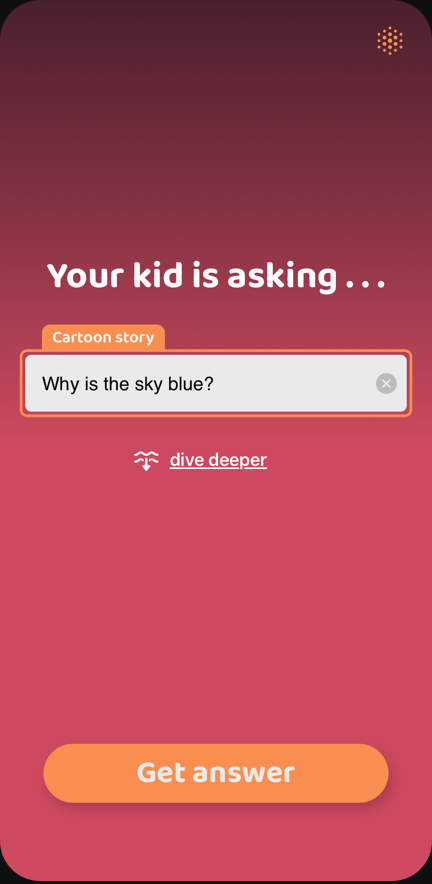 Your kid is asking . . .
Cartoon story
Why is the sky blue?
dive deeper
Get answer